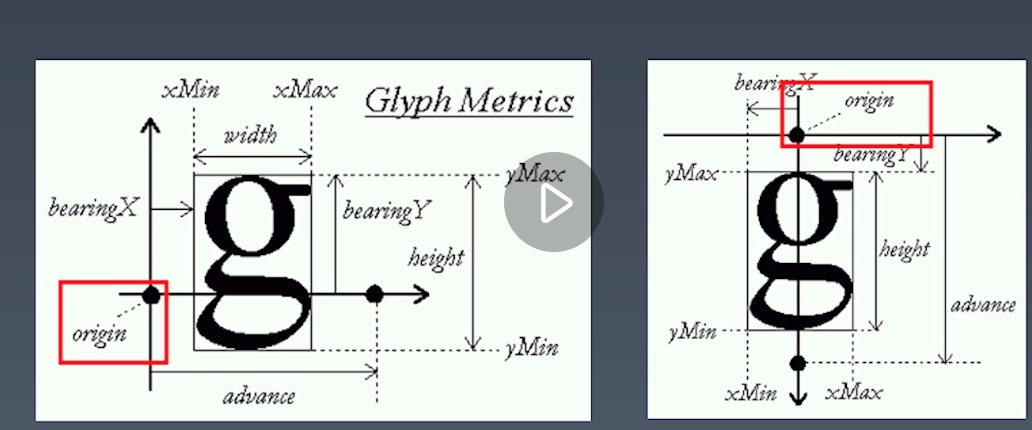 Glyph Metrics
xMin
xMax
width
bearingX
bearingY
yMax
height
origin
yMin
advance
bearingX
origin
bearingY
yMax
height
advance
yMin
xMin
xMax